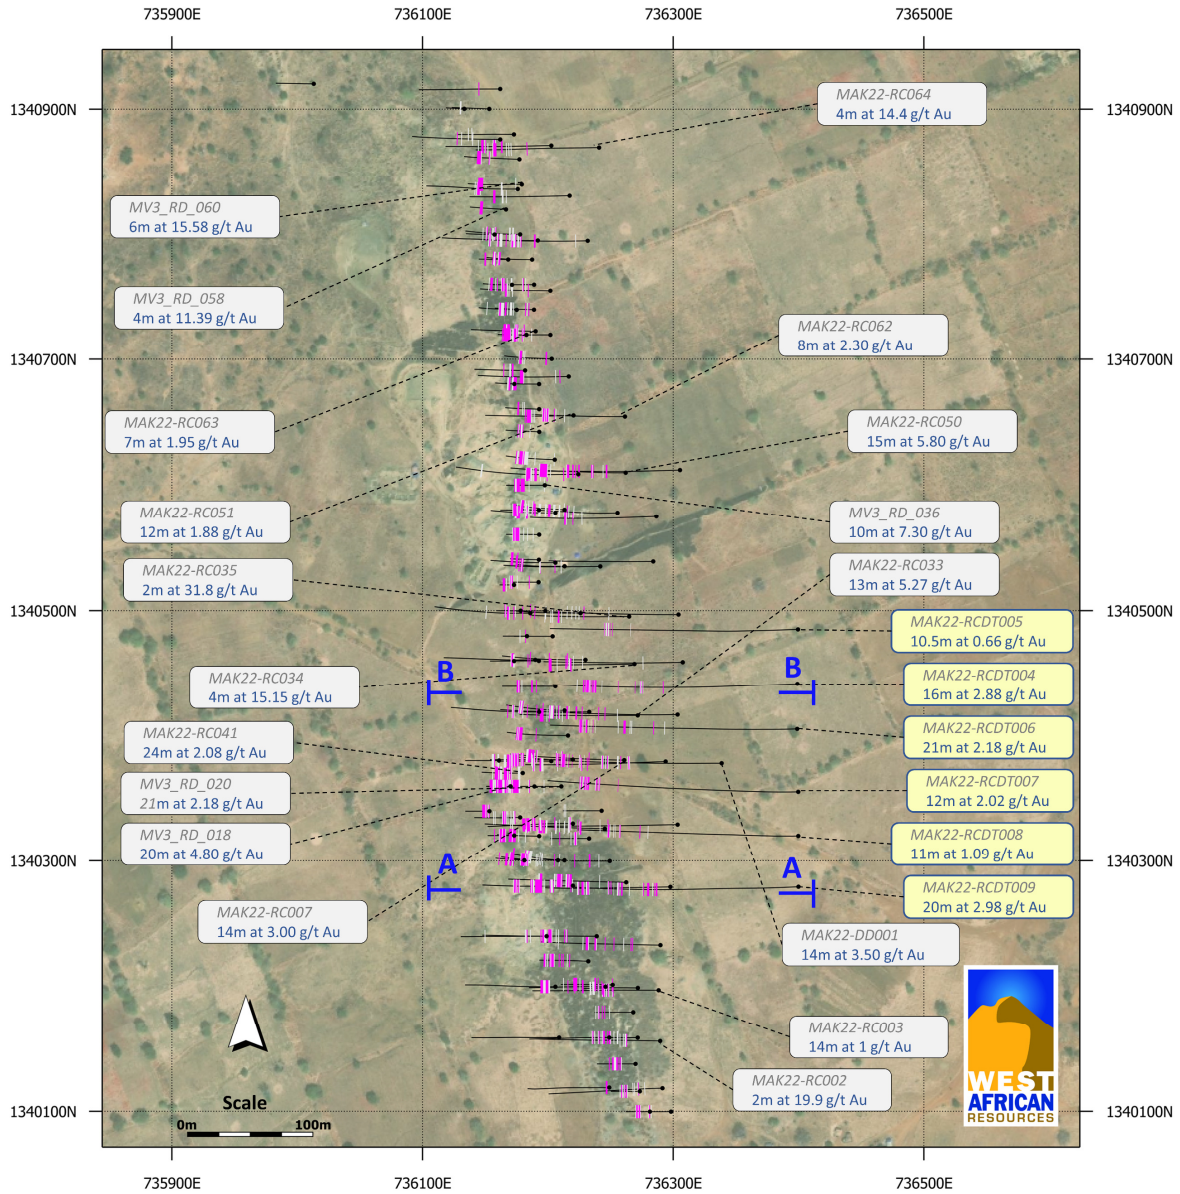 735900E 736100E 736300E 736500E
1340900N
1340900N
MAK22-RC064
4m at 14.4 g/t Au
MV3_RD_060
6m at 15.58 g/t Au
MV3_RD_058
4m at 11.39 g/t Au
MAK22-RC062
8m at 2.30 g/t Au
1340700N
1340700N
MAK22-RC063
7m at 1.95 g/t Au
MAK22-RC050
15m at 5.80 g/t Au
MAK22-RC051
12m at 1.88 g/t Au
MV3_RD_036
10m at 7.30 g/t Au
MAK22-RC035
2m at 31.8 g/t Au
MAK22-RC033
13m at 5.27 g/t Au
1340500N
1340500N
MAK22-RCDT005
10.5m at 0.66 g/t Au
B
B
MAK22-RC034
4m at 15.15 g/t Au
MAK22-RCDT004
16m at 2.88 g/t Au
MAK22-RC041
24m at 2.08 g/t Au
MAK22-RCDT006
21m at 2.18 g/t Au
MV3_RD_020
21m at 2.18 g/t Au
MAK22-RCDT007
12m at 2.02 g/t Au
MV3_RD_018
20m at 4.80 g/t Au
MAK22-RCDT008
11m at 1.09 g/t Au
1340300N
1340300N
A
A
MAK22-RCDT009
20m at 2.98 g/t Au
MAK22-RC007
14m at 3.00 g/t Au
MAK22-DD001
14m at 3.50 g/t Au
MAK22-RC003
14m at 1 g/t Au
MAK22-RC002
2m at 19.9 g/t Au
WEST
AFRICAN
RESOURCES
Scale
0m 100m
1340100N
1340100N
735900E 736100E 736300E 736500E